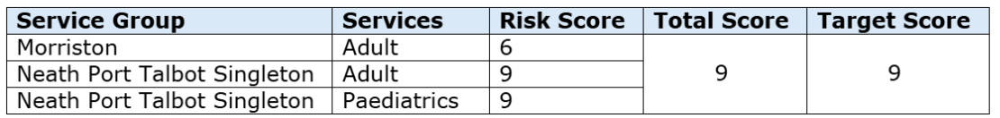 Service Group Services Risk Score Total Score Target Score
Morriston Adult 6
Neath Port Talbot Singleton Adult 9 9 9
Neath Port Talbot Singleton Paediatrics 9